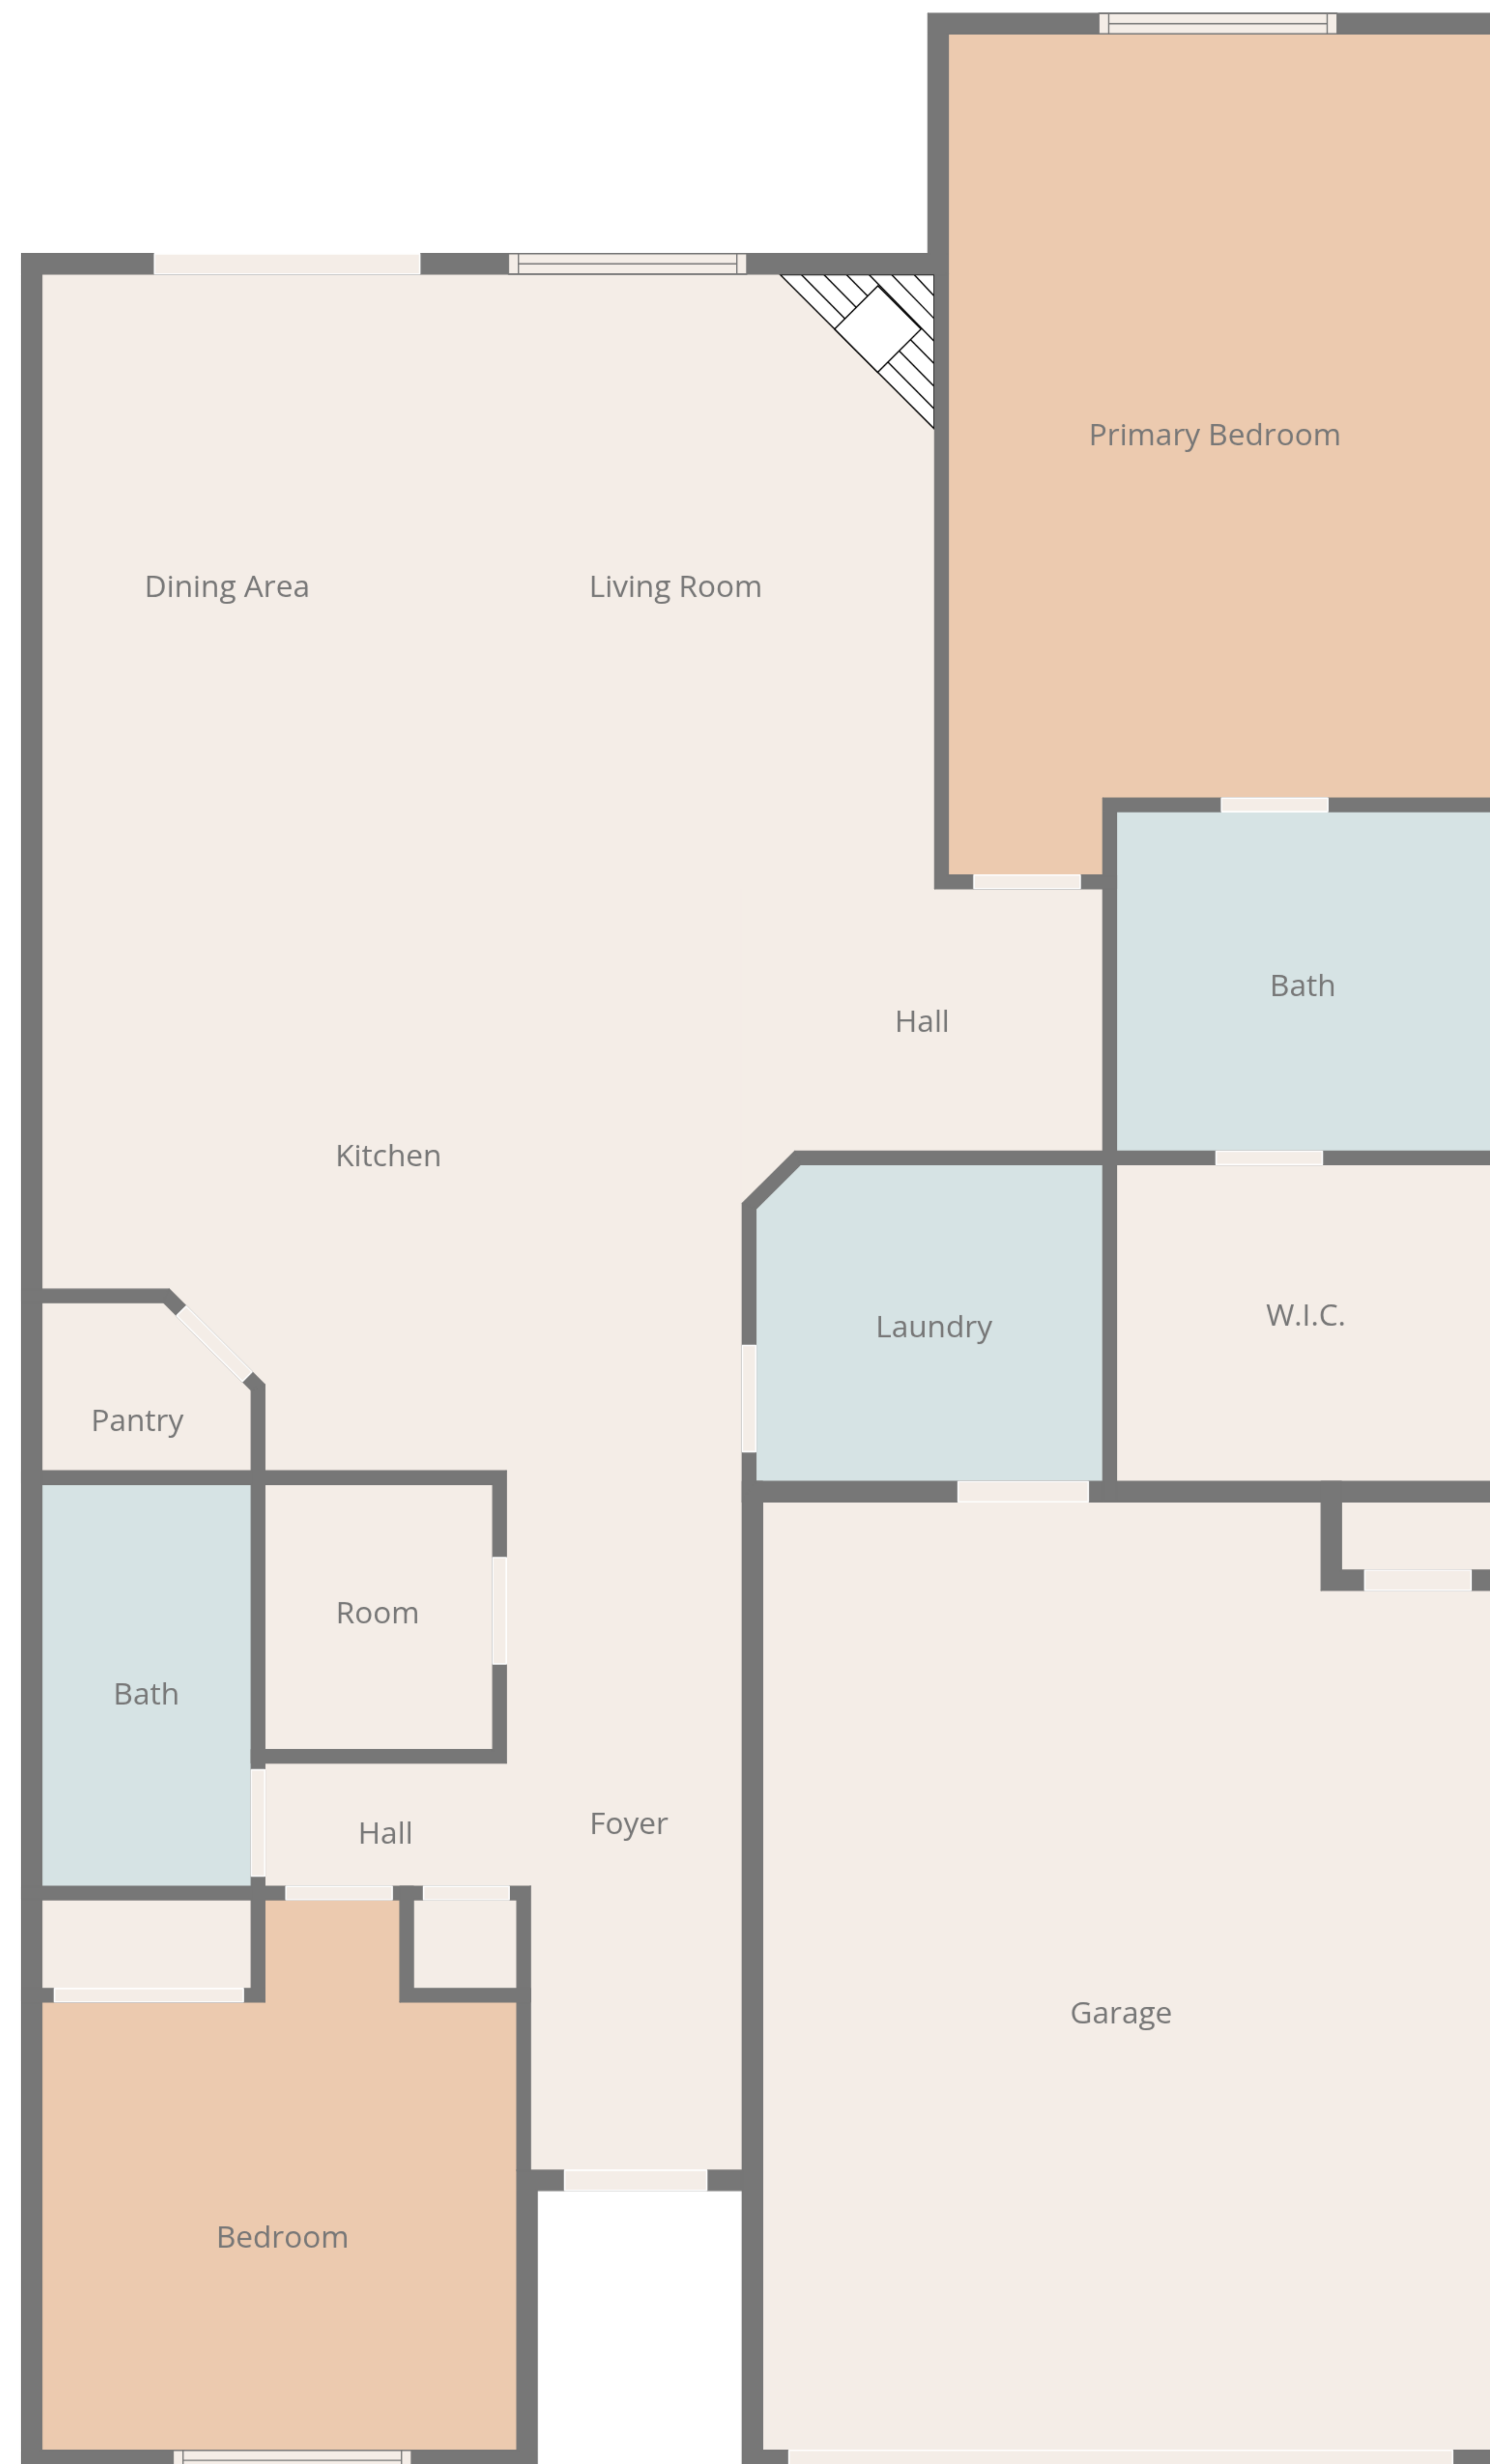 Primary Bedroom
Dining Area
Living Room
Bath
Hall
Kitchen
W.I.C.
Laundry
Pantry
Room
Bath
Foyer
Hall
Garage
Bedroom